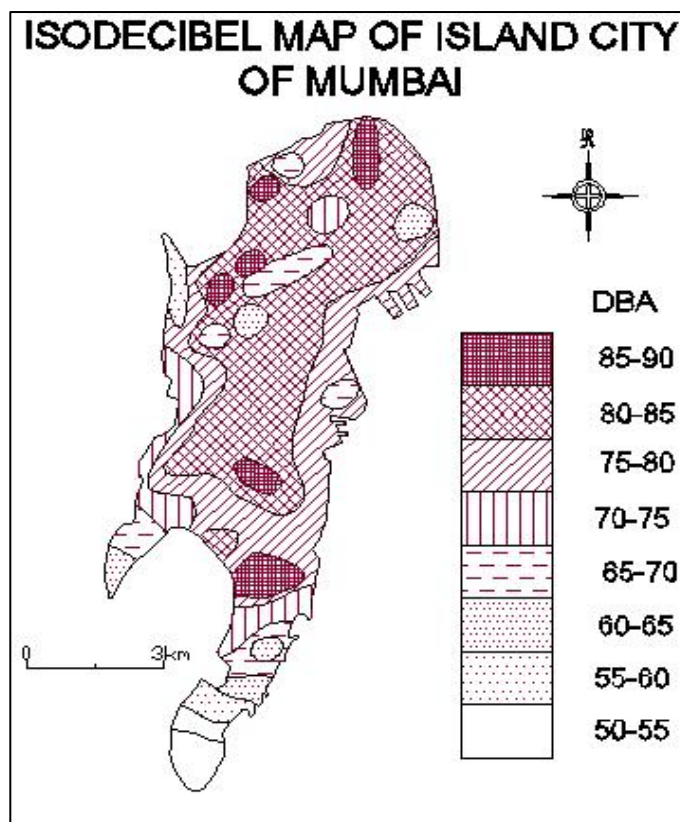 ISODECIBEL MAP OF ISLAND CITY
OF MUMBAI
N
DBA
85-90
80-85
75-80
70-75
65-70
60-65
55-60
50-55
0 3km